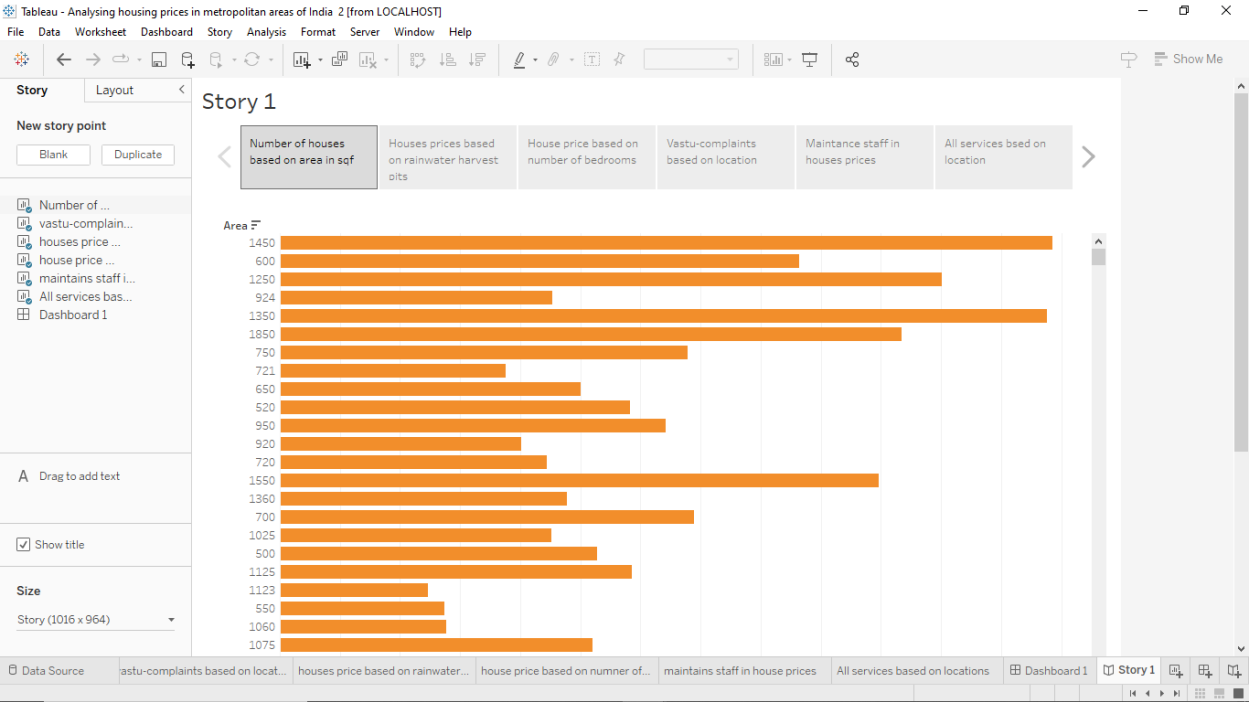 Tableau - Analysing housing prices in metropolitan areas of India 2 [from LOCALHOST]
File Data Worksheet Dashboard Story Analysis Format Server Window Help
Show Me
Story Layout
New story point
Blank Duplicate
Number of ...
vastu-complain...
houses price ...
house price ...
maintains staff i...
All services bas...
Dashboard 1
A Drag to add text
Show title
Size
Story (1016 x 964)
Story 1
Number of houses
based on area in sqf
Houses prices based
on rainwater harvest
pits
House price based on
number of bedrooms
Vastu-complaints
based on location
Maintance staff in
houses prices
All services bsed on
location
Area
1450
600
1250
924
1350
1850
750
721
650
520
950
920
720
1550
1360
700
1025
500
1125
1123
550
1060
1075
Data Source astu-complaints based on locat... houses price based on rainwater... house price based on numner of... maintains staff in house prices All services based on locations Dashboard 1 Story 1